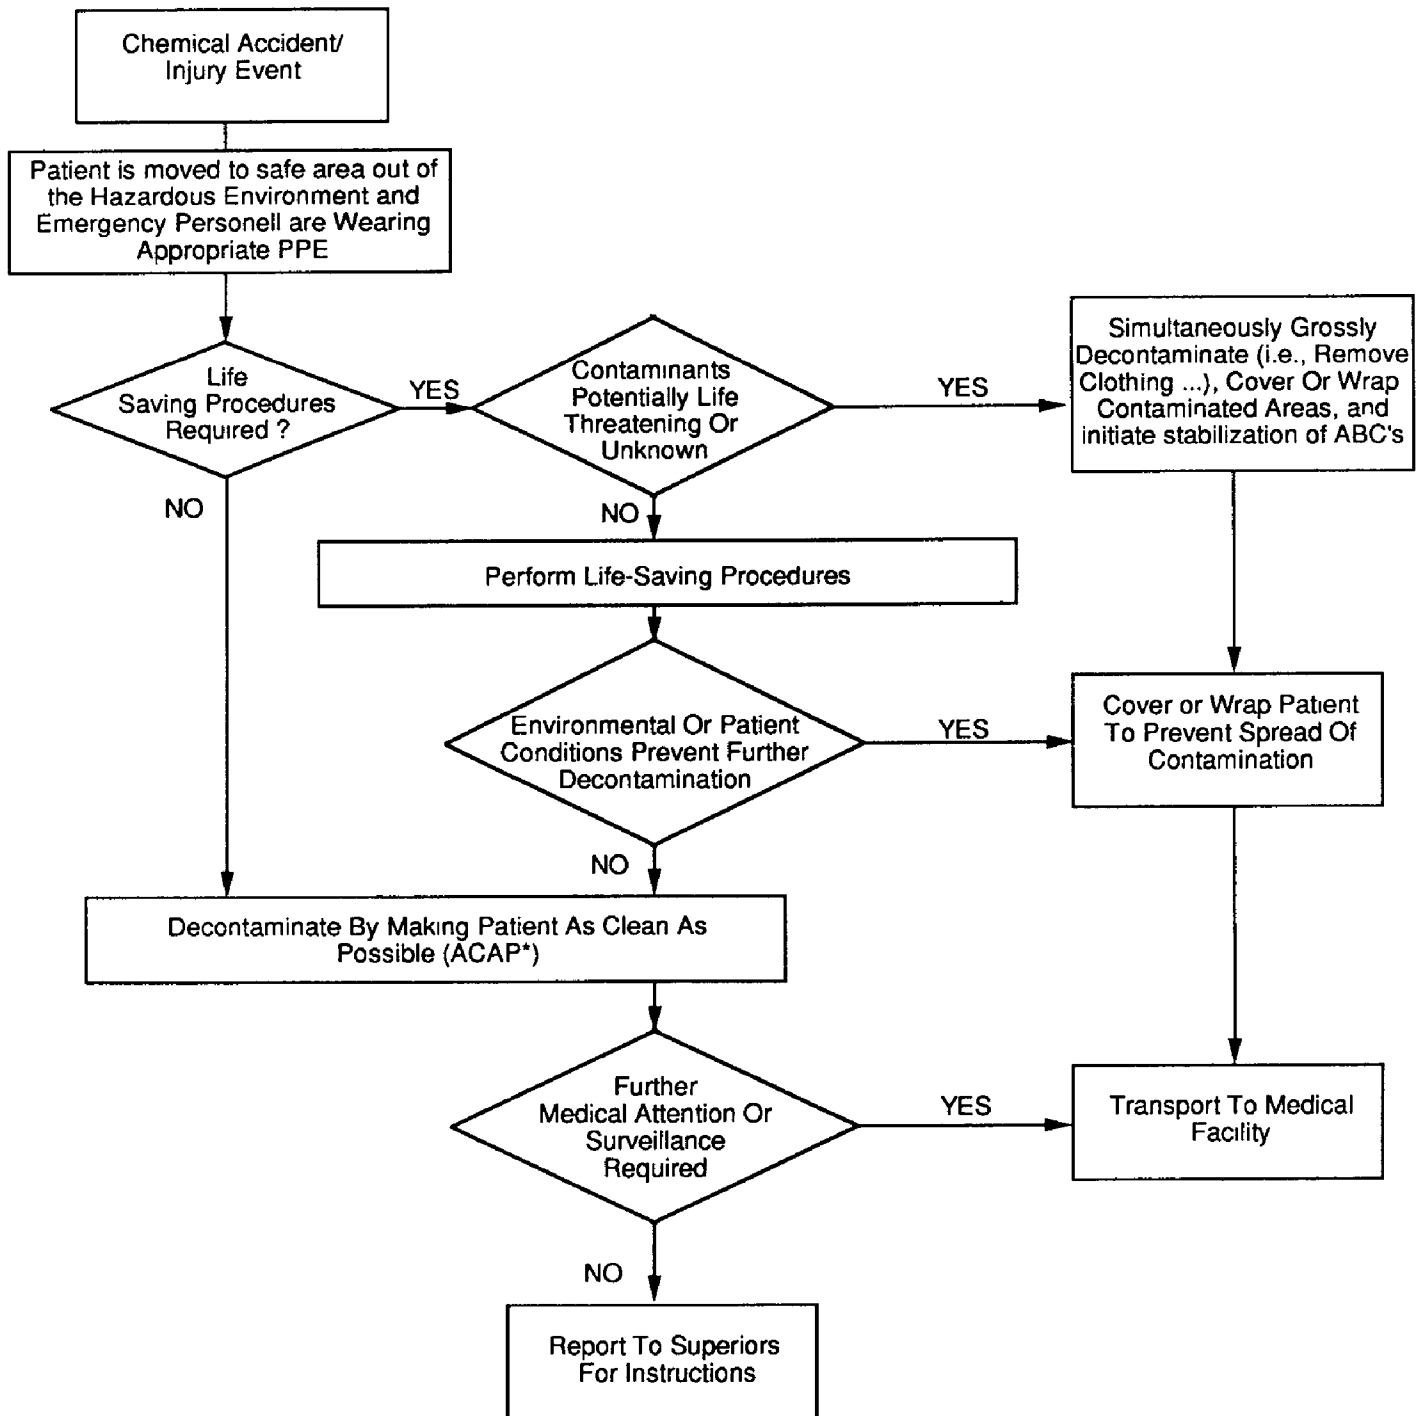 Chemical Accident/
Injury Event
Patient is moved to safe area out of
the Hazardous Environment and
Emergency Personell are Wearing
Appropriate PPE
Life
Saving Procedures
Required ?
YES
Contaminants
Potentially Life
Threatening Or
Unknown
YES
Simultaneously Grossly
Decontaminate (i.e., Remove
Clothing ...), Cover Or Wrap
Contaminated Areas, and
initiate stabilization of ABC's
NO
NO
Perform Life-Saving Procedures
Environmental Or Patient
Conditions Prevent Further
Decontamination
YES
Cover or Wrap Patient
To Prevent Spread Of
Contamination
NO
Decontaminate By Making Patient As Clean As
Possible (ACAP*)
Further
Medical Attention Or
Surveillance
Required
YES
Transport To Medical
Facility
NO
Report To Superiors
For Instructions